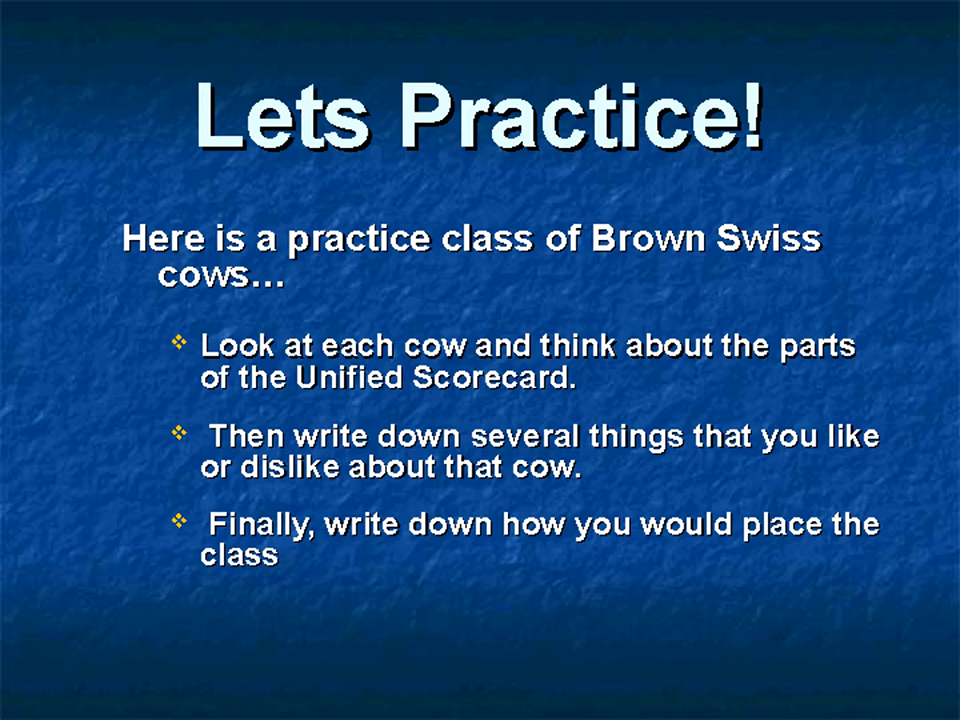 Lets Practice!
Here is a practice class of Brown Swiss
cows...
Look at each cow and think about the parts
of the Unified Scorecard.
Then write down several things that you like
or dislike about that cow.
Finally, write down how you would place the
class